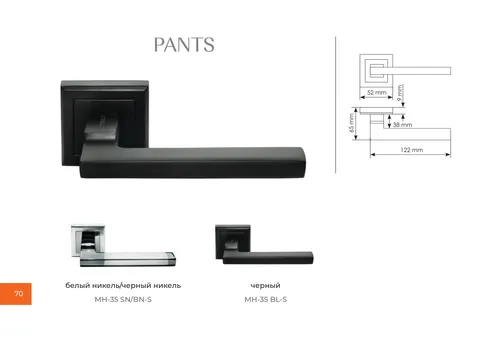 PANTS
52 mm
9 mm
65 mm
38 mm
122 mm
белый никель/черный никель
MH-35 SN/BN-S
черный
MH-35 BL-S
70